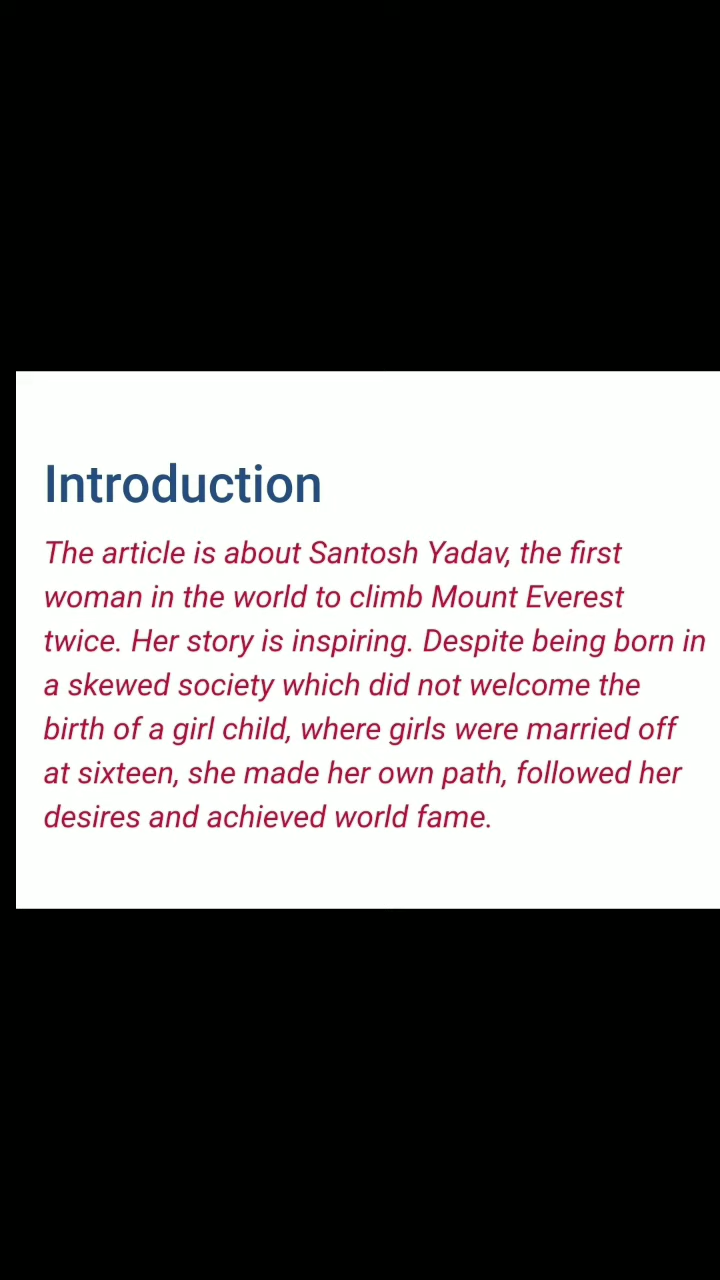 Introduction
The article is about Santosh Yadav, the first
woman in the world to climb Mount Everest
twice. Her story is inspiring. Despite being born in
a skewed society which did not welcome the
birth of a girl child, where girls were married off
at sixteen, she made her own path, followed her
desires and achieved world fame.